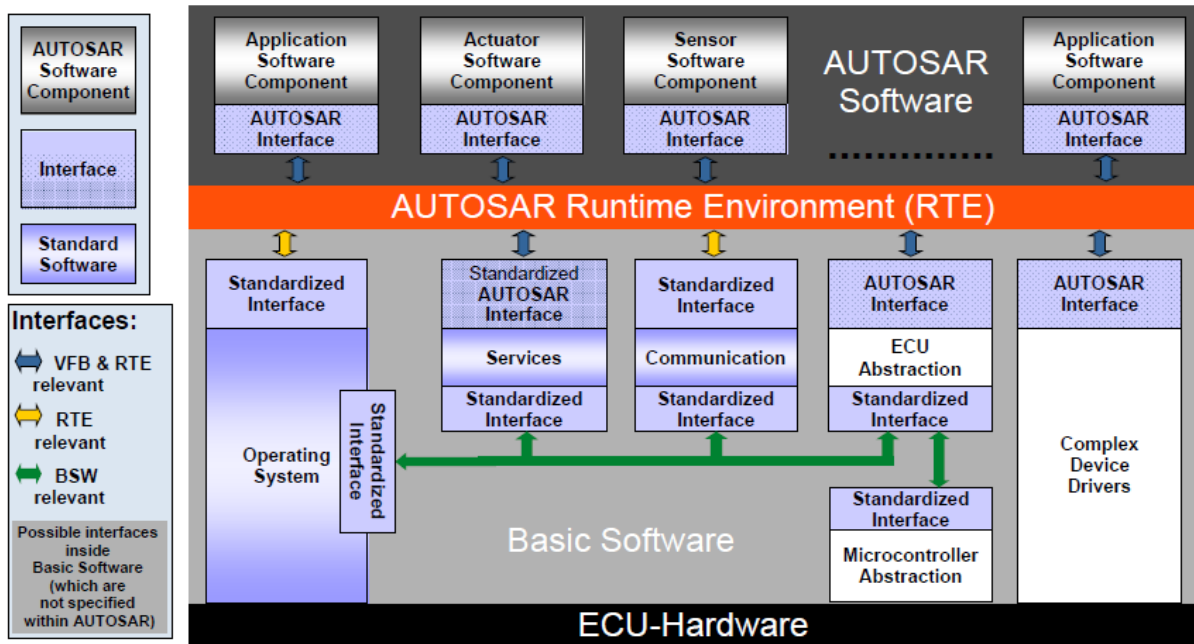 AUTOSAR
Software
Component
Interface
Standard
Software
Interfaces:
VFB & RTE
relevant
RTE
relevant
BSW
relevant
Possible interfaces
inside
Basic Software
(which are
not specified
within AUTOSAR)
Application
Software
Component
AUTOSAR
Interface
Actuator
Software
Component
AUTOSAR
Interface
Sensor
Software
Component
AUTOSAR
Interface
AUTOSAR
Software
..............
Application
Software
Component
AUTOSAR
Interface
AUTOSAR Runtime Environment (RTE)
Standardized
Interface
Operating
System
Standardized
Interface
Standardized
AUTOSAR
Interface
Services
Standardized
Interface
Standardized
Interface
Communication
Standardized
Interface
AUTOSAR
Interface
ECU
Abstraction
Standardized
Interface
Standardized
Interface
Microcontroller
Abstraction
AUTOSAR
Interface
Complex
Device
Drivers
Basic Software
ECU-Hardware